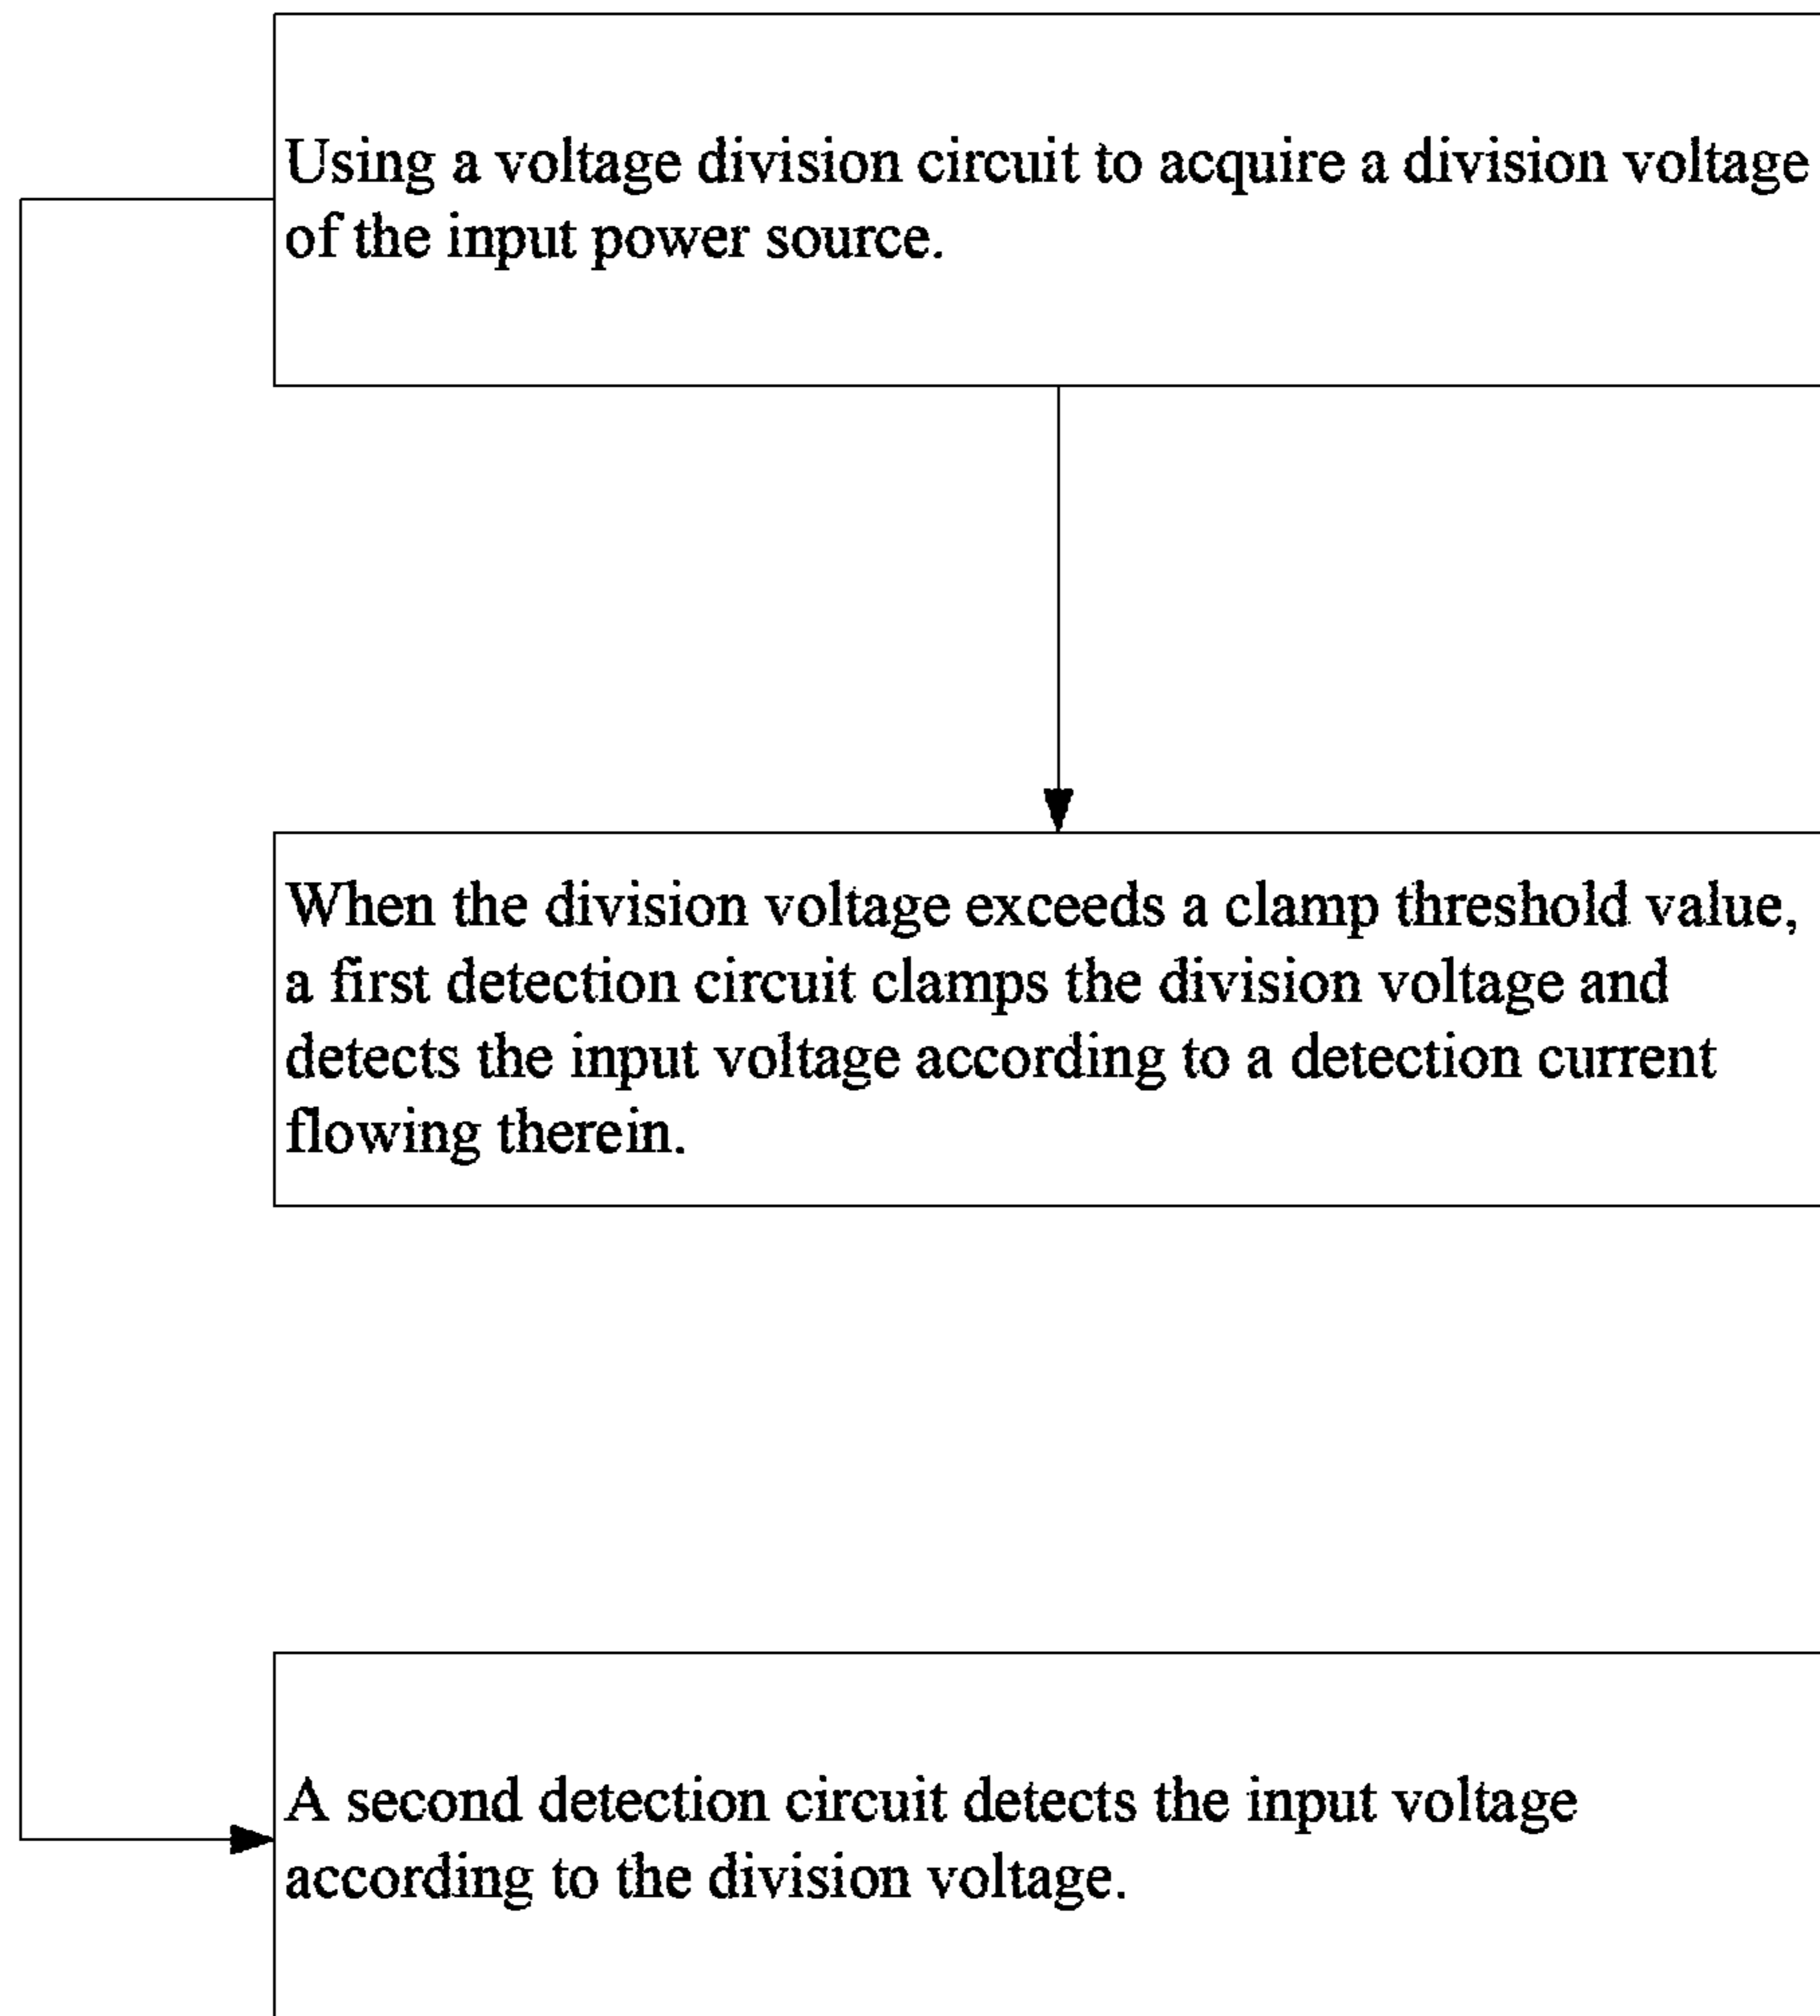 Using a voltage division circuit to acquire a division voltage
of the input power source.
When the division voltage exceeds a clamp threshold value,
a first detection circuit clamps the division voltage and
detects the input voltage according to a detection current
flowing therein.
A second detection circuit detects the input voltage
according to the division voltage.